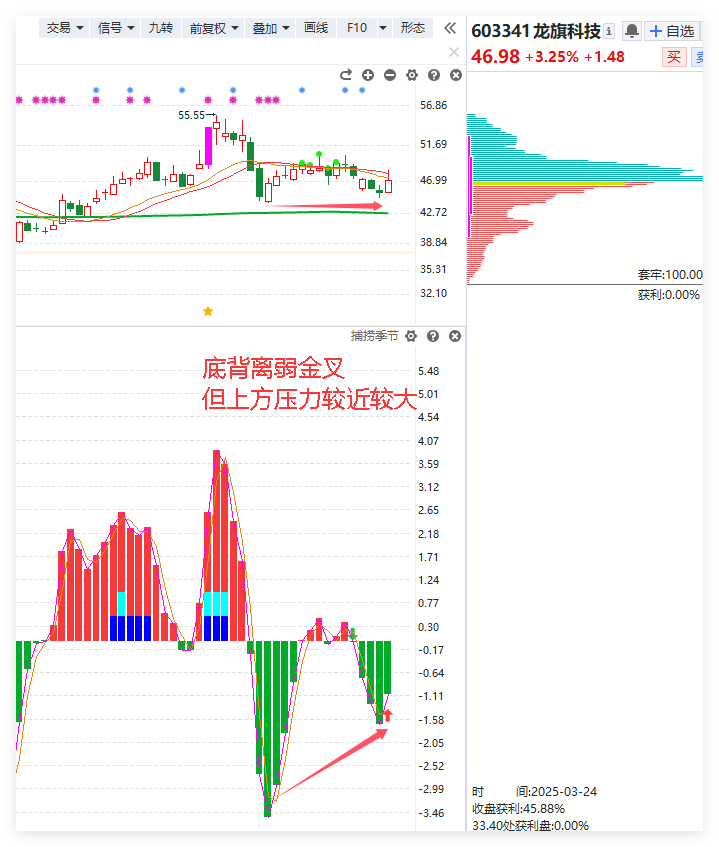 交易 信号 九转 前复权 叠加 画线 F10 形态
603341 龙旗科技 自选
46.98 +3.25% +1.48 买
55.55
56.86
51.69
46.99
42.72
38.84
35.31
32.10
套牢:100.00
获利:0.00%
捕捞季节
底背离弱金叉
但上方压力较近较大
5.48
5.01
4.54
4.07
3.59
3.12
2.65
2.18
1.71
1.24
0.77
0.30
-0.17
-0.64
-1.11
-1.58
-2.05
-2.52
-2.99
-3.46
时 间:2025-03-24
收盘获利:45.88%
33.40处获利盘:0.00%